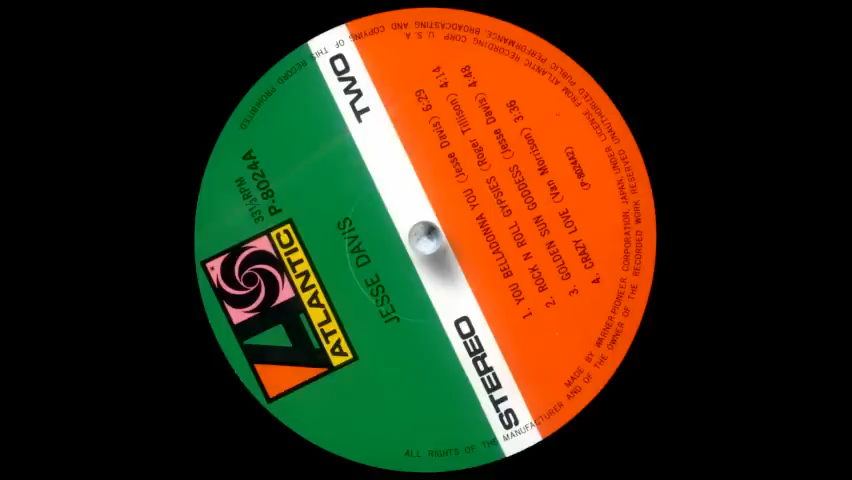 ATLANTIC
33⅓RPM
P-8024A
JESSE DAVIS
STEREO
TWO
1. YOU BELLADONNA YOU (Jesse Davis) 6:29
2. ROCK N ROLL GYPSIES (Roger Tillison) 4:14
3. GOLDEN SUN GODDESS (Jesse Davis) 4:48
4. CRAZY LOVE (Van Morrison) 3:36
(P-8024A2)
MADE BY WARNER-PIONEER CORPORATION, JAPAN, UNDER LICENSE FROM ATLANTIC RECORDING CORP U.S.A.
ALL RIGHTS OF THE MANUFACTURER AND OF THE OWNER OF THE RECORDED WORK RESERVED UNAUTHORIZED PUBLIC PERFORMANCE, BROADCASTING AND COPYING OF THIS RECORD PROHIBITED